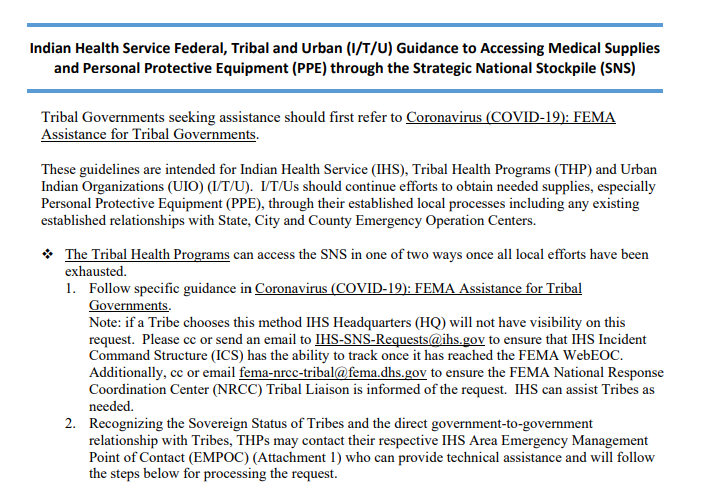 Indian Health Service Federal, Tribal and Urban (I/T/U) Guidance to Accessing Medical Supplies
and Personal Protective Equipment (PPE) through the Strategic National Stockpile (SNS)
Tribal Governments seeking assistance should first refer to Coronavirus (COVID-19): FEMA
Assistance for Tribal Governments.
These guidelines are intended for Indian Health Service (IHS), Tribal Health Programs (THP) and Urban
Indian Organizations (UIO) (I/T/U). I/T/Us should continue efforts to obtain needed supplies, especially
Personal Protective Equipment (PPE), through their established local processes including any existing
established relationships with State, City and County Emergency Operation Centers.
❖ The Tribal Health Programs can access the SNS in one of two ways once all local efforts have been
exhausted.
1. Follow specific guidance in Coronavirus (COVID-19): FEMA Assistance for Tribal
Governments.
Note: if a Tribe chooses this method IHS Headquarters (HQ) will not have visibility on this
request. Please cc or send an email to IHS-SNS-Requests@ihs.gov to ensure that IHS Incident
Command Structure (ICS) has the ability to track once it has reached the FEMA WebEOC.
Additionally, cc or email fema-nrcc-tribal@fema.dhs.gov to ensure the FEMA National Response
Coordination Center (NRCC) Tribal Liaison is informed of the request. IHS can assist Tribes as
needed.
2. Recognizing the Sovereign Status of Tribes and the direct government-to-government
relationship with Tribes, THPs may contact their respective IHS Area Emergency Management
Point of Contact (EMPOC) (Attachment 1) who can provide technical assistance and will follow
the steps below for processing the request.